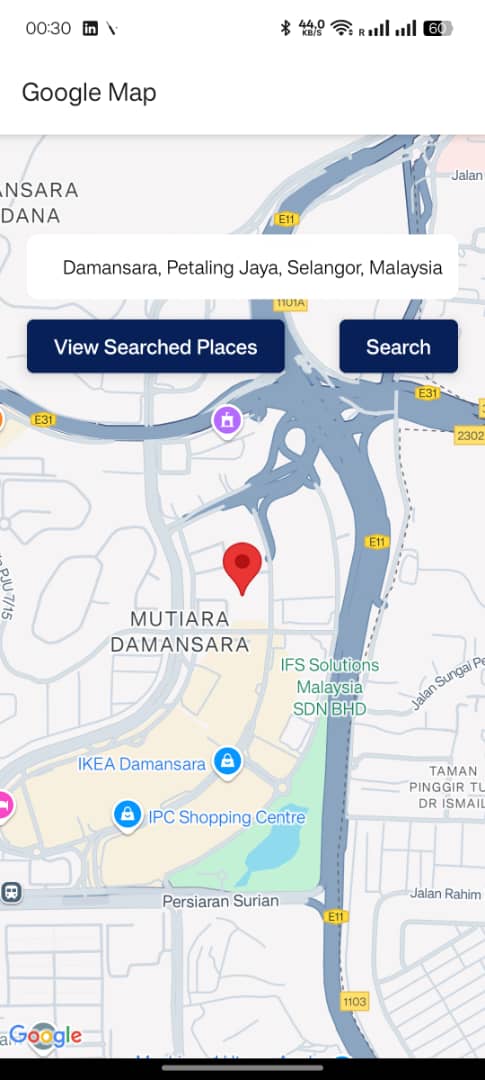 00:30
44.0
KB/S
R
60
Google Map
ANSARA
DANA
Jalan
E11
Damansara, Petaling Jaya, Selangor, Malaysia
1101A
View Searched Places
Search
E31
E31
2302
E11
PJU 7/15
MUTIARA
DAMANSARA
IFS Solutions
Malaysia
SDN BHD
Jalan Sungai Pe
IKEA Damansara
TAMAN
PINGGIR TU
DR ISMAIL
IPC Shopping Centre
Jalan Rahim
Persiaran Surian
E11
1103
Google